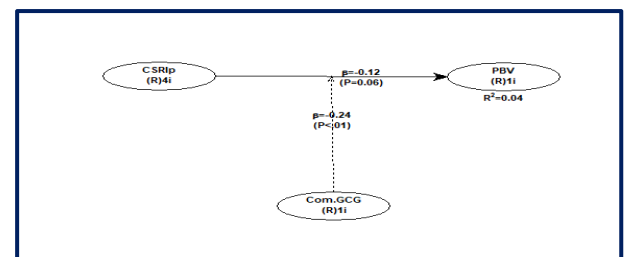 CSRIp
(R)4i
β=-0.12
(P=0.06)
PBV
(R)1i
R²=0.04
β=-0.24
(P<.01)
Com.GCG
(R)1i